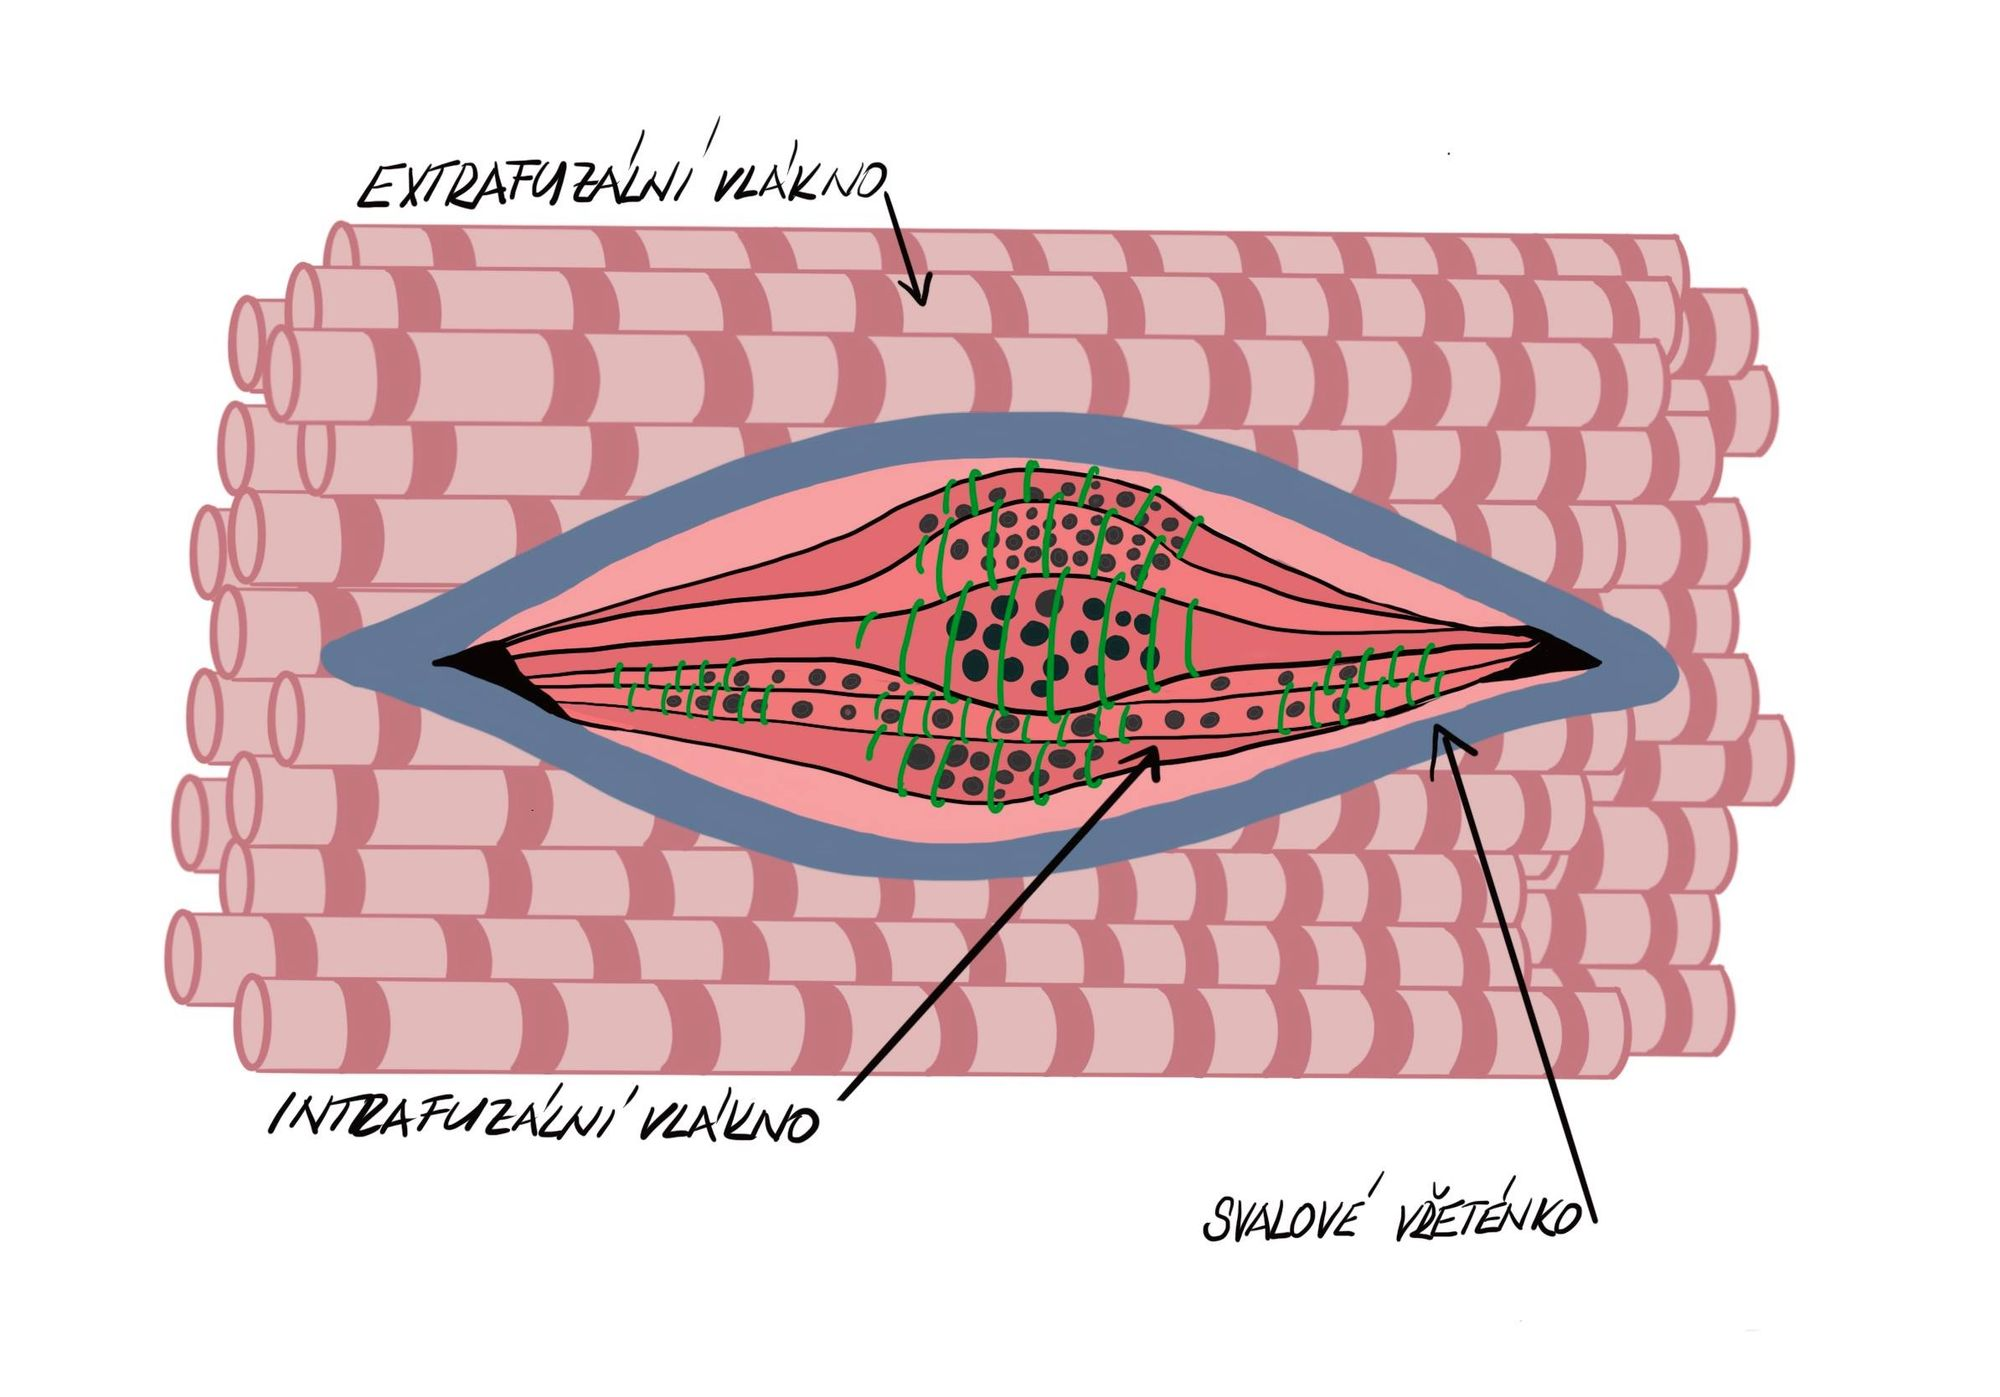 EXTRAFUZÁLNÍ VLÁKNO
INTRAFUZÁLNÍ VLÁKNO
SVALOVÉ VŘETÉNKO